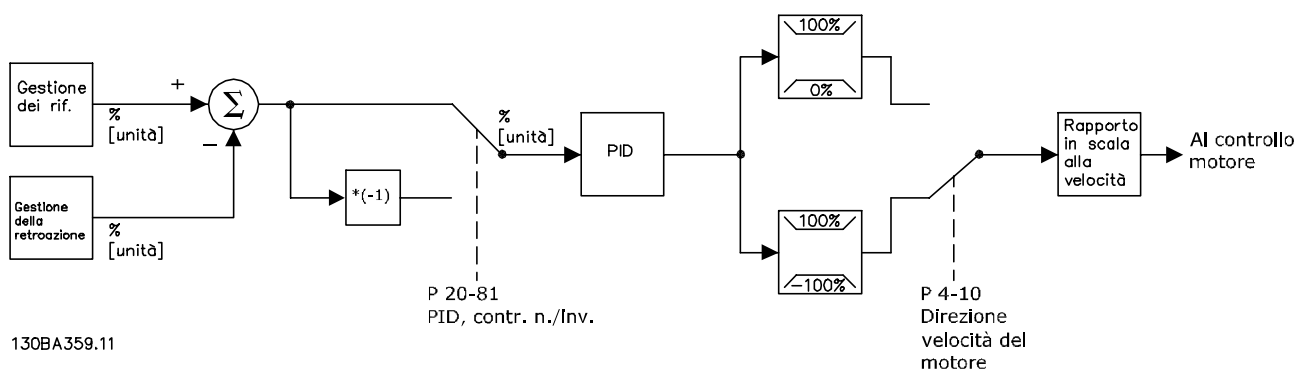 Gestione
dei rif.
+
%
[unità]
Σ
−
Gestione
della
retroazione
%
[unità]
*(-1)
%
[unità]
P 20-81
PID, contr. n./inv.
PID
100%
0%
100%
-100%
P 4-10
Direzione
velocità del
motore
Rapporto
in scala
alla
velocità
Al controllo
motore
130BA359.11